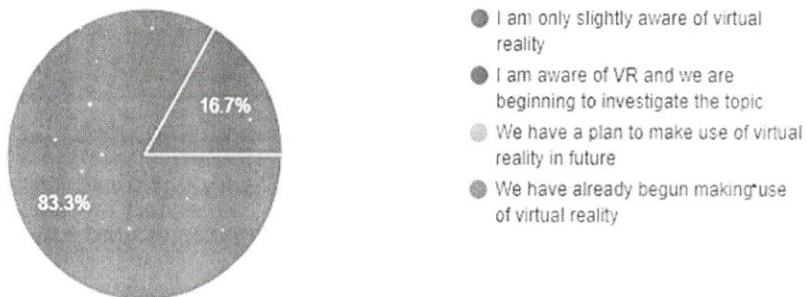 16.7%
83.3%
I am only slightly aware of virtual
reality
I am aware of VR and we are
beginning to investigate the topic
We have a plan to make use of virtual
reality in future
We have already begun making use
of virtual reality